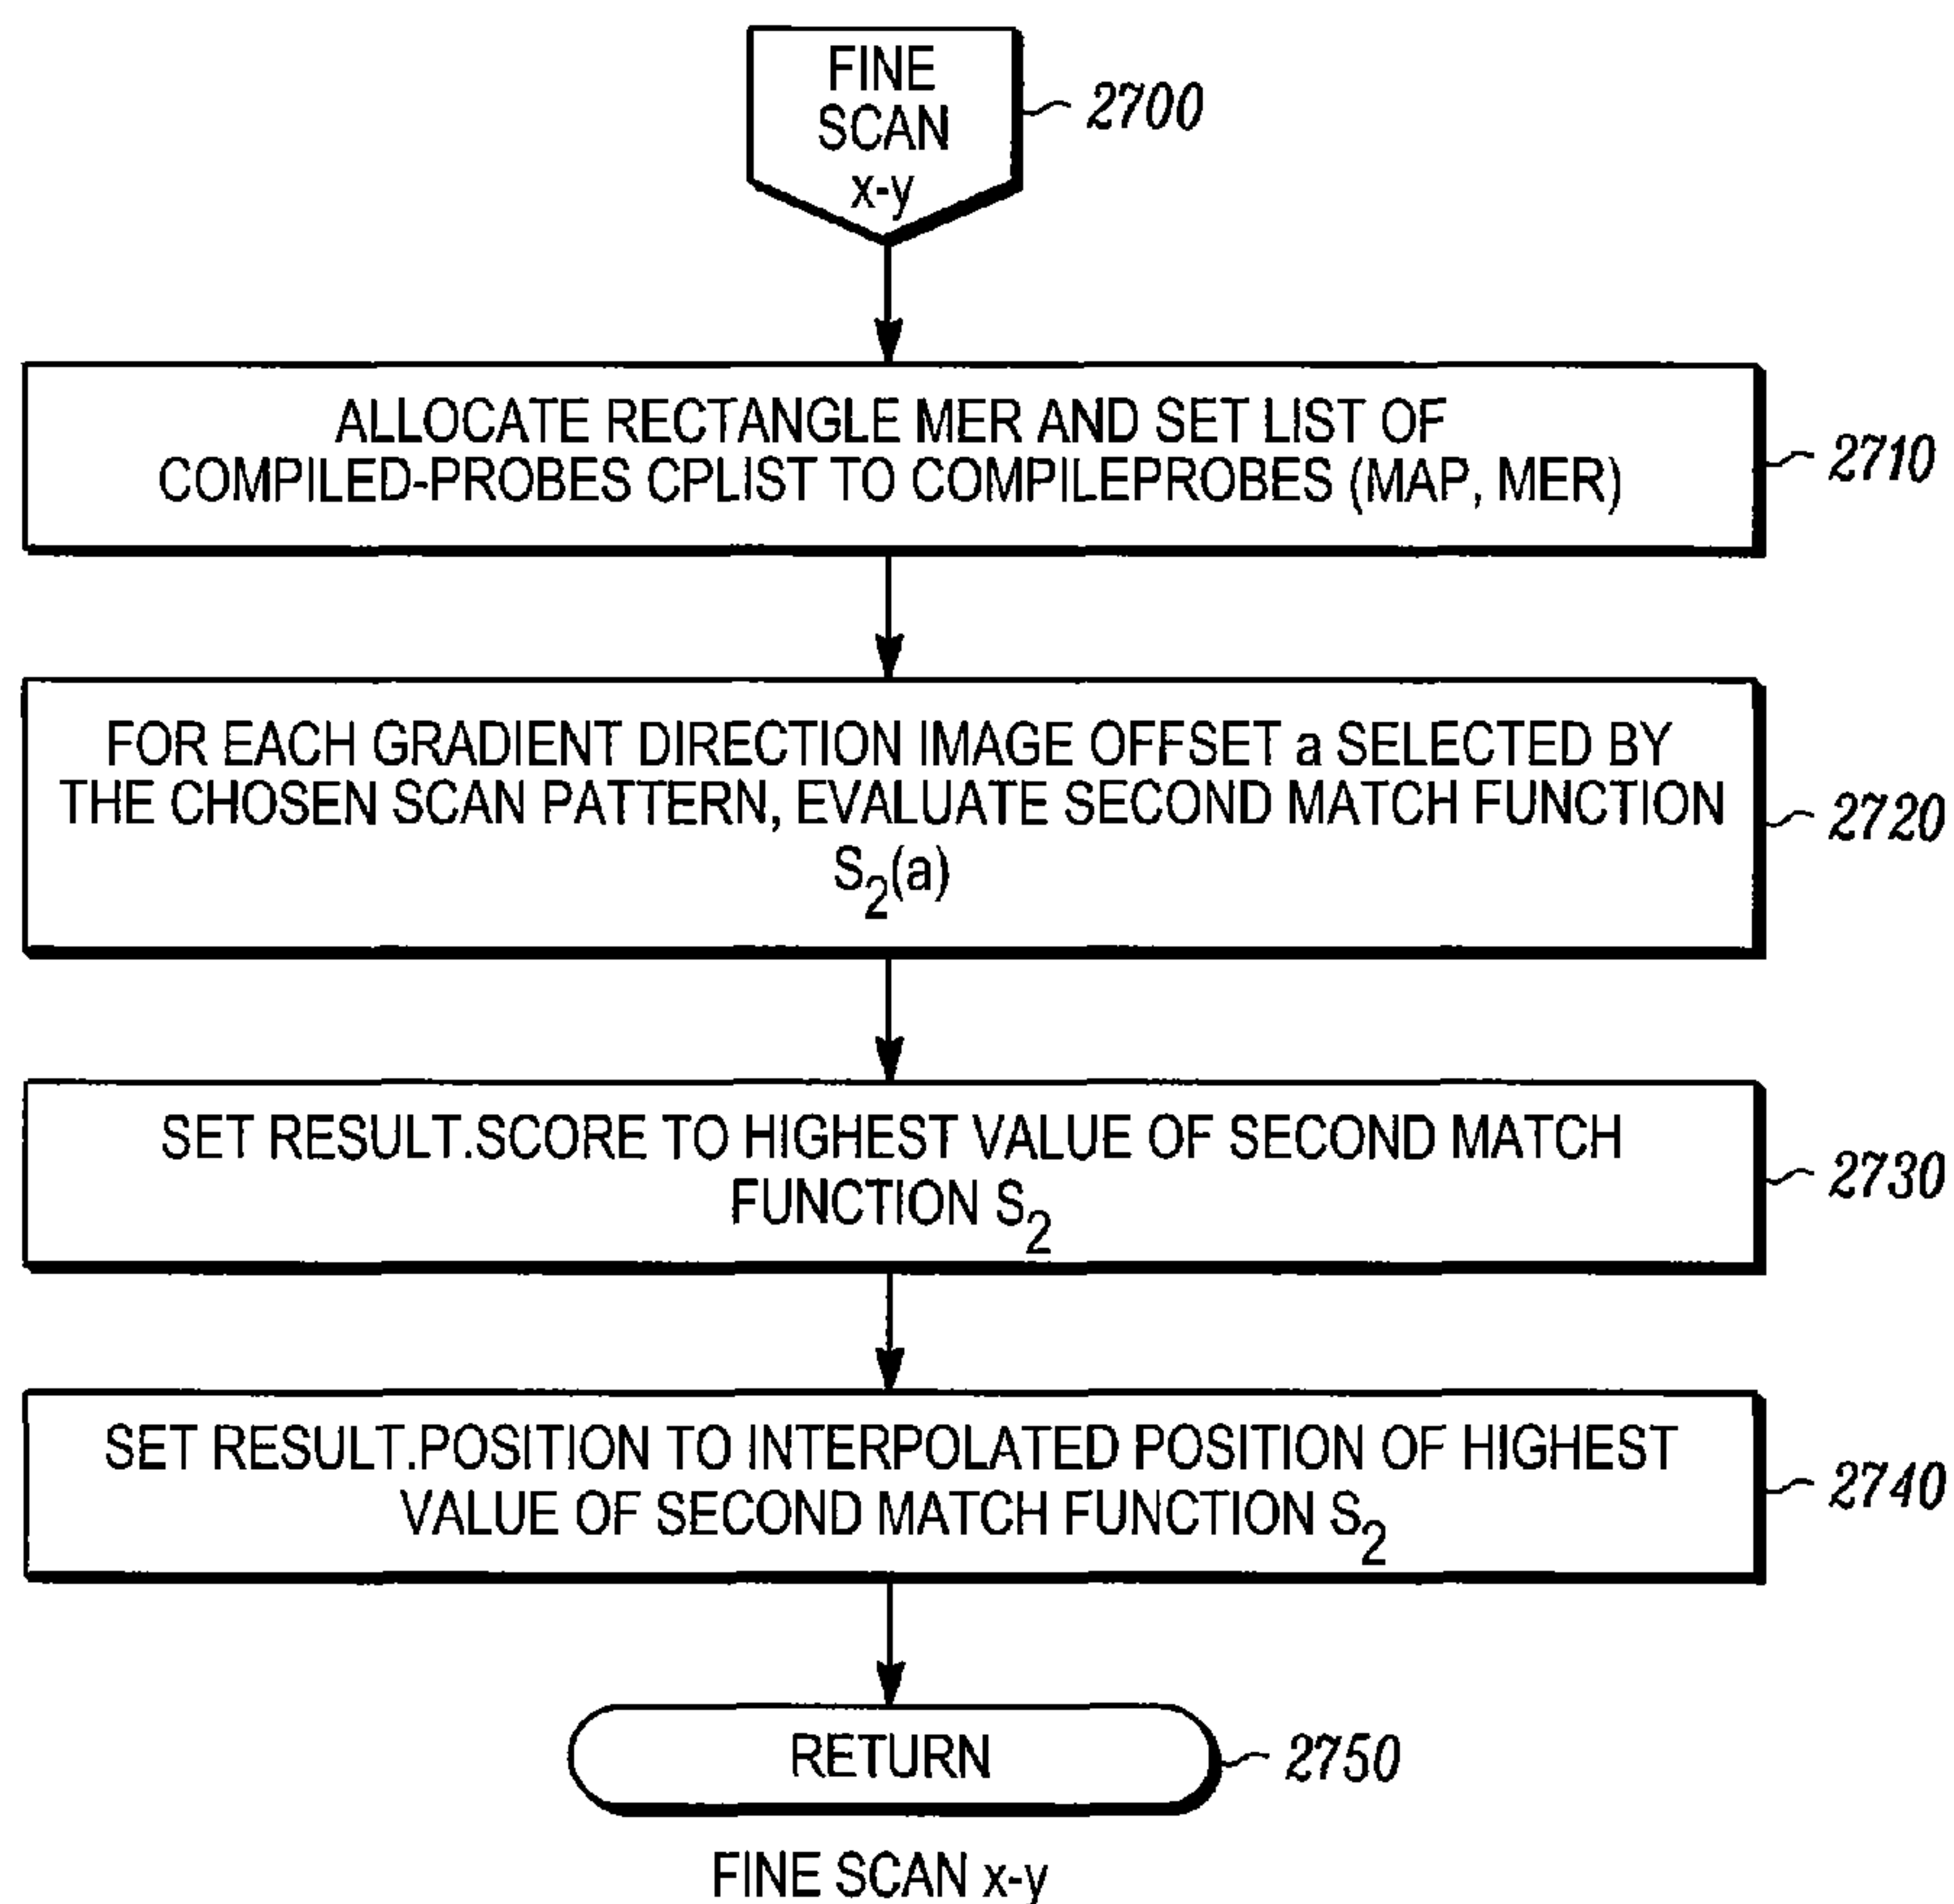 FINE
SCAN
x-y
2700
ALLOCATE RECTANGLE MER AND SET LIST OF
COMPILED-PROBES CPLIST TO COMPILEPROBES (MAP, MER)
2710
FOR EACH GRADIENT DIRECTION IMAGE OFFSET a SELECTED BY
THE CHOSEN SCAN PATTERN, EVALUATE SECOND MATCH FUNCTION
S2(a)
2720
SET RESULT.SCORE TO HIGHEST VALUE OF SECOND MATCH
FUNCTION S2
2730
SET RESULT.POSITION TO INTERPOLATED POSITION OF HIGHEST
VALUE OF SECOND MATCH FUNCTION S2
2740
RETURN
2750
FINE SCAN x-y